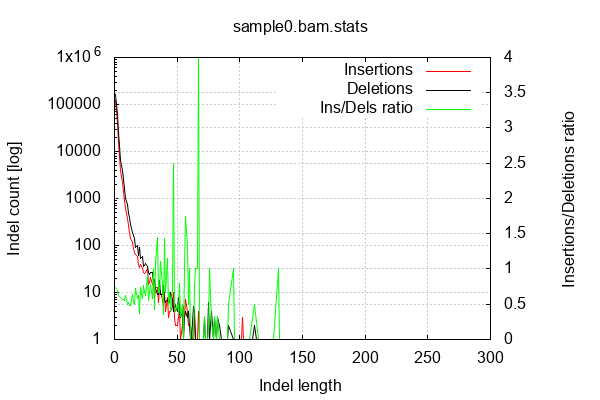 sample0.bam.stats
Insertions
Deletions
Ins/Dels ratio
Indel count [log]
1x10^6
100000
10000
1000
100
10
1
4
3.5
3
2.5
2
1.5
1
0.5
0
Insertions/Deletions ratio
0 50 100 150 200 250 300
Indel length